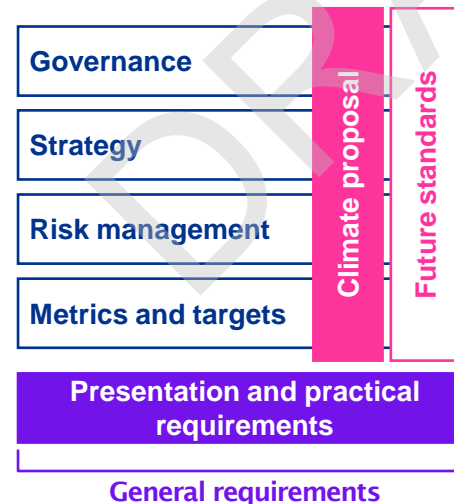 Governance
Strategy
Risk management
Metrics and targets
Climate proposal
Future standards
Presentation and practical
requirements
General requirements